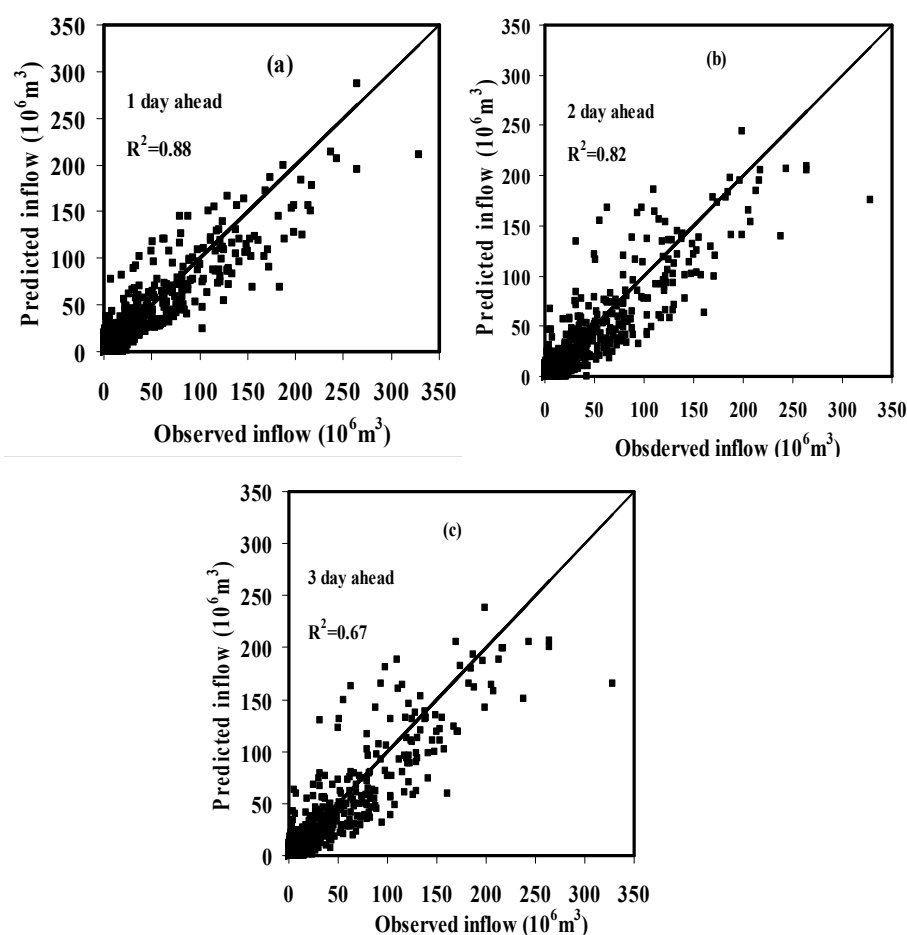 350
300
250
200
150
100
50
0
(a)
1 day ahead
R²=0.88
Predicted inflow (10⁶m³)
0 50 100 150 200 250 300 350
Observed inflow (10⁶m³)
350
300
250
200
150
100
50
0
(b)
2 day ahead
R²=0.82
Predicted inflow (10⁶m³)
0 50 100 150 200 250 300 350
Obsderved inflow (10⁶m³)
350
300
250
200
150
100
50
0
(c)
3 day ahead
R²=0.67
Predicted inflow (10⁶m³)
0 50 100 150 200 250 300 350
Observed inflow (10⁶m³)